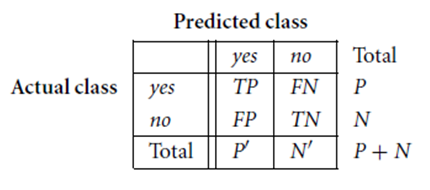 Predicted class
yes no Total
Actual class yes TP FN P
no FP TN N
Total P′ N′ P + N